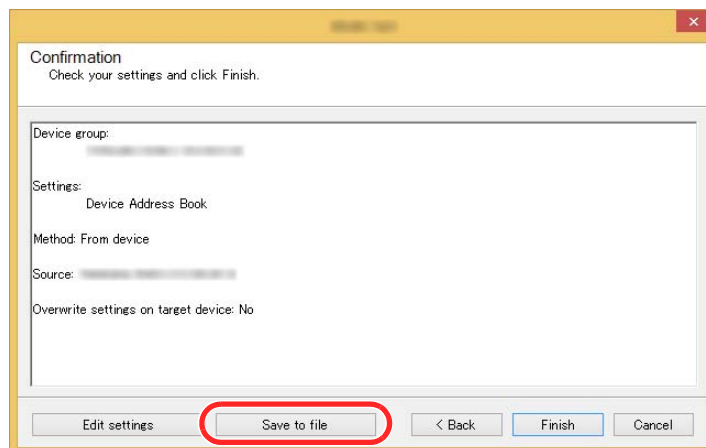 Confirmation
Check your settings and click Finish.
Device group:
Settings:
Device Address Book
Method: From device
Source:
Overwrite settings on target device: No
Edit settings Save to file < Back Finish Cancel